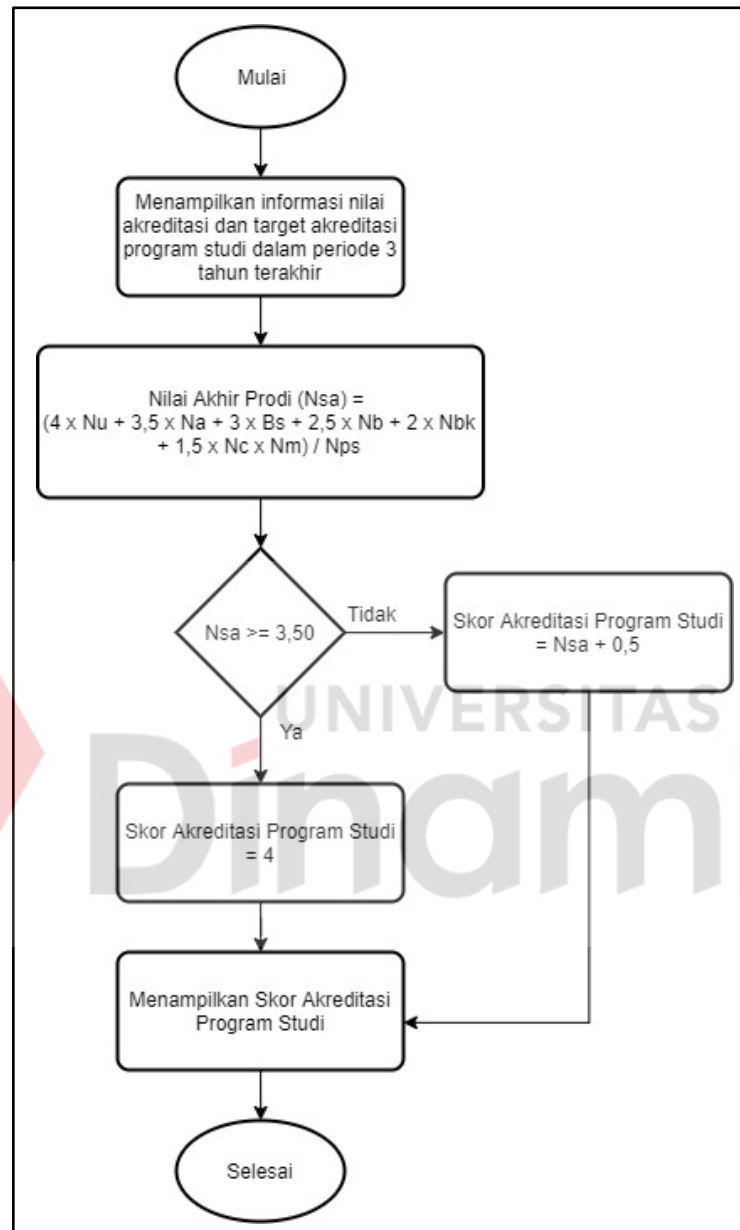 Mulai
Menampilkan informasi nilai
akreditasi dan target akreditasi
program studi dalam periode 3
tahun terakhir
Nilai Akhir Prodi (Nsa) =
(4 x Nu + 3,5 x Na + 3 x Bs + 2,5 x Nb + 2 x Nbk
+ 1,5 x Nc x Nm) / Nps
Nsa >= 3,50
Tidak
Skor Akreditasi Program Studi
= Nsa + 0,5
UNIVERSITAS
Ya
Dinami
Skor Akreditasi Program Studi
= 4
Menampilkan Skor Akreditasi
Program Studi
Selesai